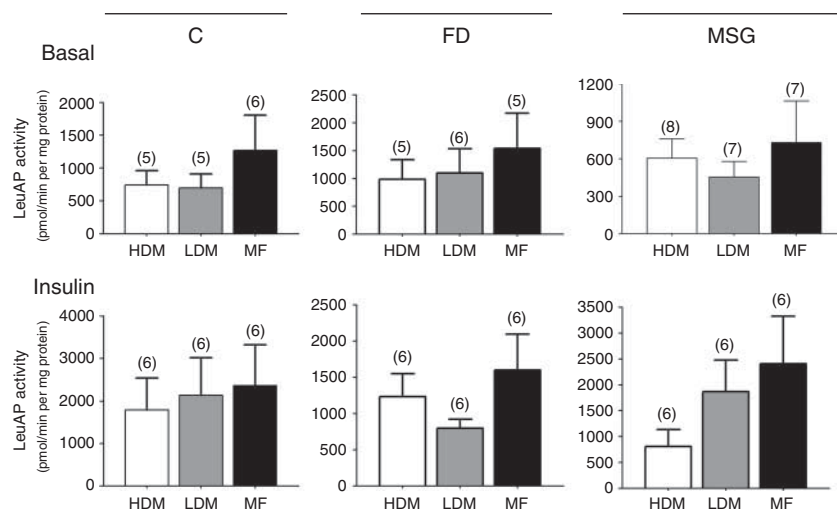 C FD MSG
Basal
LeuAP activity
(pmol/min per mg protein)
2000
1500
1000
500
0
(5) (5) (6)
HDM LDM MF
2500
2000
1500
1000
500
0
(5) (6) (5)
HDM LDM MF
1200
900
600
300
0
(8) (7) (7)
HDM LDM MF
Insulin
LeuAP activity
(pmol/min per mg protein)
4000
3000
2000
1000
0
(6) (6) (6)
HDM LDM MF
2500
2000
1500
1000
500
0
(6) (6) (6)
HDM LDM MF
3500
3000
2500
2000
1500
1000
500
0
(6) (6) (6)
HDM LDM MF